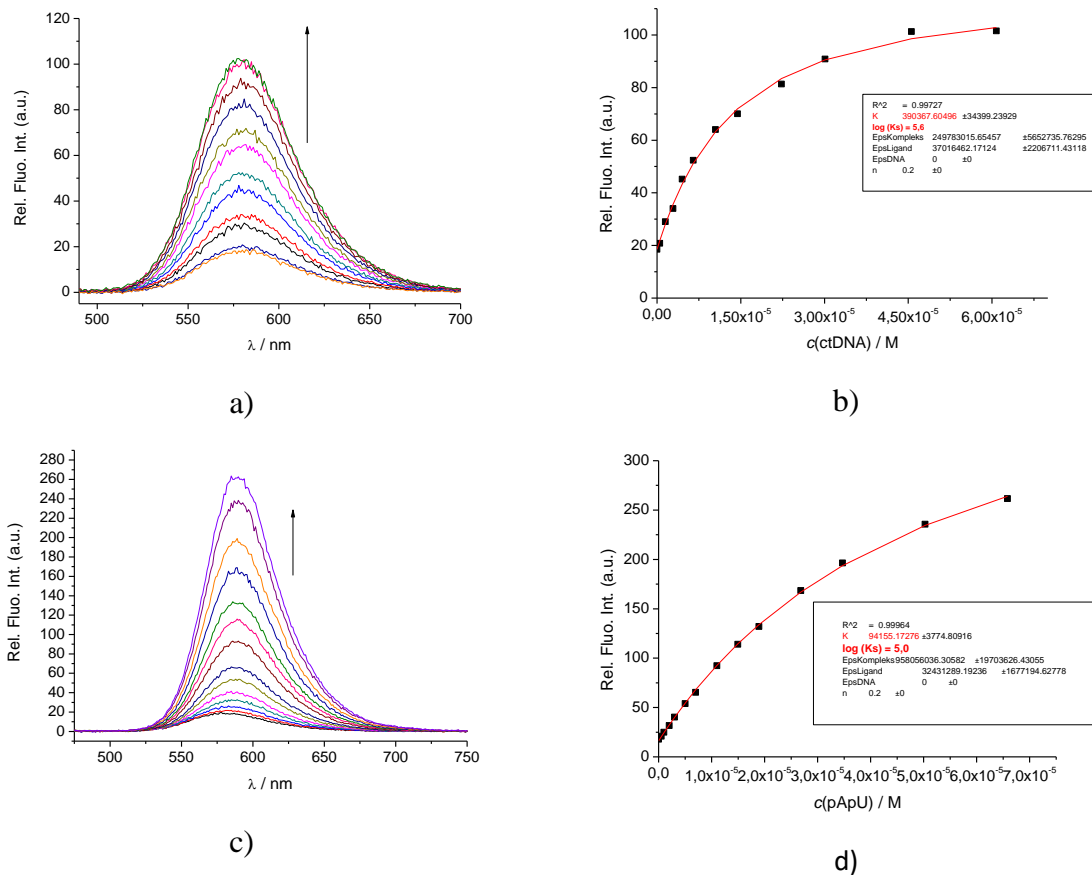 120
100
80
60
40
20
0
Rel. Fluo. Int. (a.u.)
500 550 600 650 700
λ / nm
a)
120
100
80
60
40
20
0
Rel. Fluo. Int. (a.u.)
0,00 1,50x10⁻⁵ 3,00x10⁻⁵ 4,50x10⁻⁵ 6,00x10⁻⁵
c(ctDNA) / M
R^2 = 0.99727
K 390367.60496 ±34399.23929
log (Ks) = 5,6
EpsKompleks 249783015.65457 ±5652735.76295
EpsLigand 37016462.17124 ±2206711.43118
EpsDNA 0 ±0
n 0.2 ±0
b)
280
260
240
220
200
180
160
140
120
100
80
60
40
20
0
Rel. Fluo. Int. (a.u.)
500 550 600 650 700 750
λ / nm
c)
300
250
200
150
100
50
0
Rel. Fluo. Int. (a.u.)
0,0 1,0x10⁻⁵ 2,0x10⁻⁵ 3,0x10⁻⁵ 4,0x10⁻⁵ 5,0x10⁻⁵ 6,0x10⁻⁵ 7,0x10⁻⁵
c(pApU) / M
R^2 = 0.99964
K 94155.17276 ±3774.80916
log (Ks) = 5,0
EpsKompleks958056036.30582 ±19703626.43055
EpsLigand 32431289.19236 ±1677194.62778
EpsDNA 0 ±0
n 0.2 ±0
d)